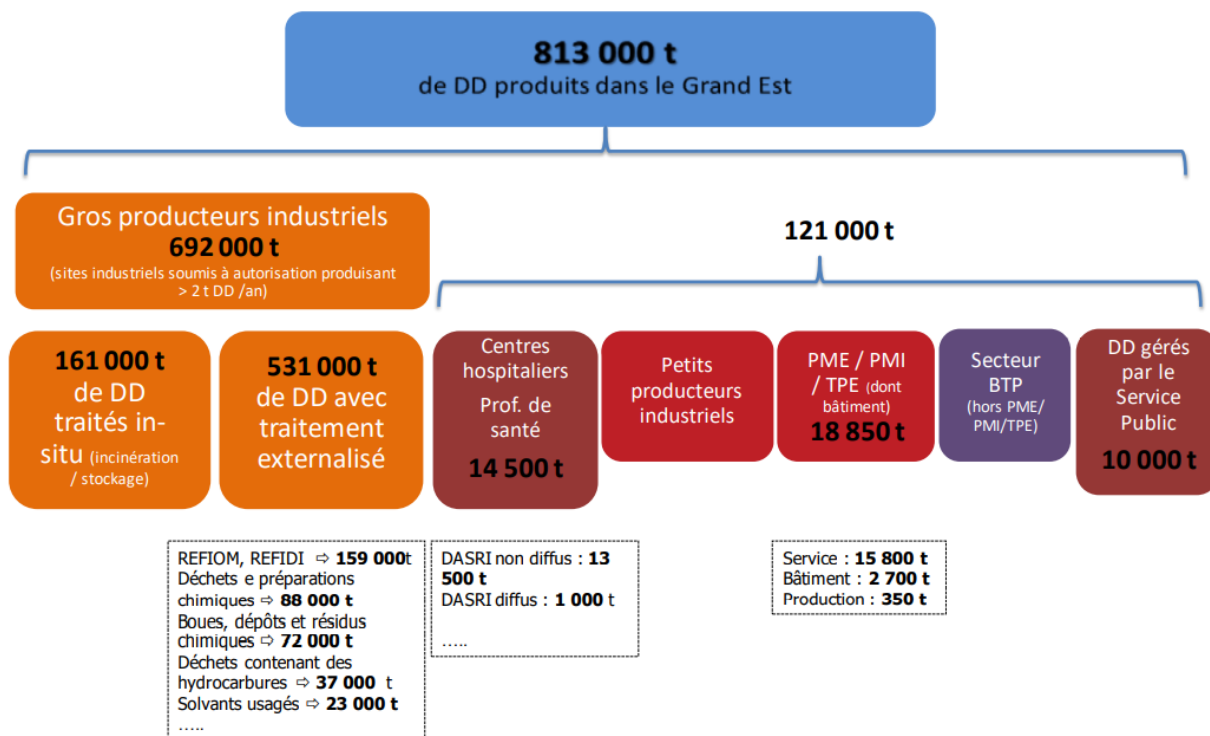 813 000 t
de DD produits dans le Grand Est
Gros producteurs industriels
692 000 t
(sites industriels soumis à autorisation produisant
> 2 t DD /an)
121 000 t
161 000 t
de DD
traités in-
situ (incinération
/ stockage)
531 000 t
de DD avec
traitement
externalisé
Centres
hospitaliers
Prof. de
santé
14 500 t
Petits
producteurs
industriels
PME / PMI
/ TPE (dont
bâtiment)
18 850 t
Secteur
BTP
(hors PME/
PMI/TPE)
DD gérés
par le
Service
Public
10 000 t
REFIOM, REFIDI ⇨ 159 000t
Déchets e préparations
chimiques ⇨ 88 000 t
Boues, dépôts et résidus
chimiques ⇨ 72 000 t
Déchets contenant des
hydrocarbures ⇨ 37 000 t
Solvants usagés ⇨ 23 000 t
.....
DASRI non diffus : 13
500 t
DASRI diffus : 1 000 t
.....
Service : 15 800 t
Bâtiment : 2 700 t
Production : 350 t